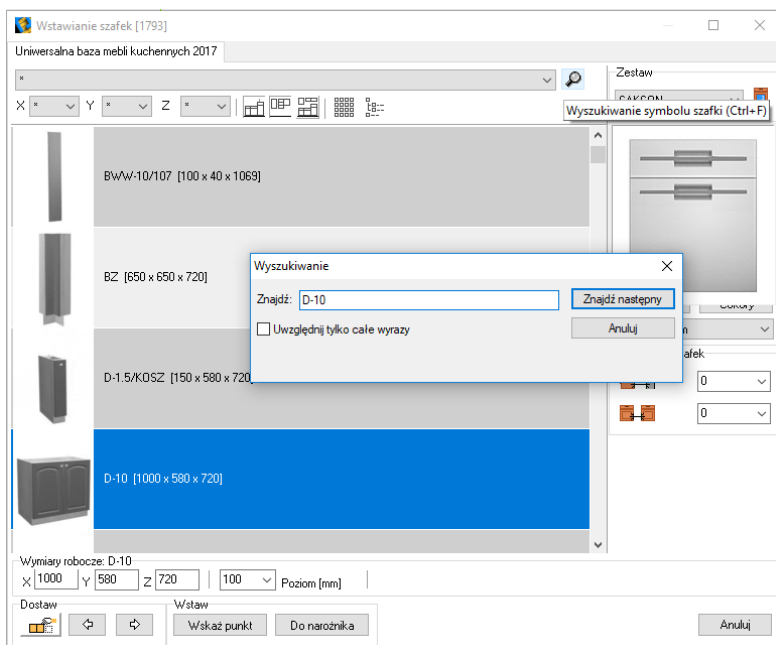 Wstawianie szafek [1793]
Uniwersalna baza mebli kuchennych 2017
*
Zestaw
X * Y * Z *
Wyszukiwanie symbolu szafki (Ctrl+F)
BWW-10/107 [100 x 40 x 1069]
BZ [650 x 650 x 720]
Wyszukiwanie
Znajdź: D-10
Znajdź następny
Uwzględnij tylko całe wyrazy
Anuluj
D-1.5/KOSZ [150 x 580 x 720
afek
0
0
D-10 [1000 x 580 x 720]
Wymiary robocze: D-10
X 1000 Y 580 Z 720 100 Poziom [mm]
Dostaw
Wstaw
Wskaż punkt
Do narożnika
Anuluj